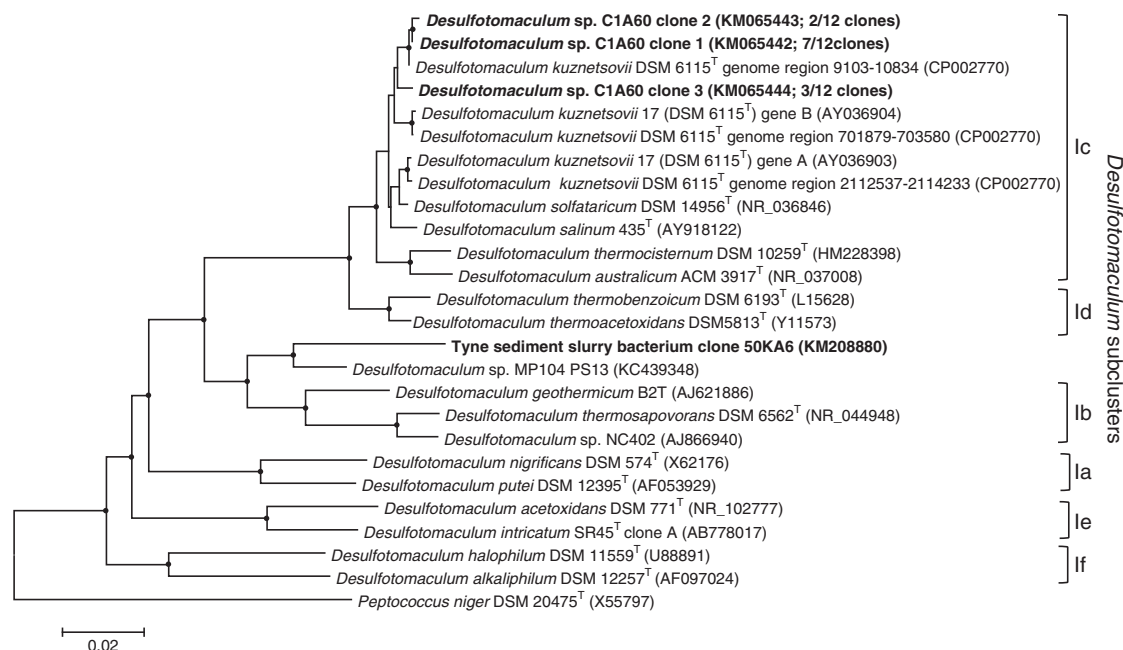 Desulfotomaculum sp. C1A60 clone 2 (KM065443; 2/12 clones)
Desulfotomaculum sp. C1A60 clone 1 (KM065442; 7/12clones)
Desulfotomaculum kuznetsovii DSM 6115T genome region 9103-10834 (CP002770)
Desulfotomaculum sp. C1A60 clone 3 (KM065444; 3/12 clones)
Desulfotomaculum kuznetsovii 17 (DSM 6115T) gene B (AY036904)
Desulfotomaculum kuznetsovii DSM 6115T genome region 701879-703580 (CP002770)
Desulfotomaculum kuznetsovii 17 (DSM 6115T) gene A (AY036903)
Desulfotomaculum kuznetsovii DSM 6115T genome region 2112537-2114233 (CP002770)
Desulfotomaculum solfataricum DSM 14956T (NR_036846)
Desulfotomaculum salinum 435T (AY918122)
Desulfotomaculum thermocisternum DSM 10259T (HM228398)
Desulfotomaculum australicum ACM 3917T (NR_037008)
Ic
Desulfotomaculum thermobenzoicum DSM 6193T (L15628)
Desulfotomaculum thermoacetoxidans DSM5813T (Y11573)
Id
Tyne sediment slurry bacterium clone 50KA6 (KM208880)
Desulfotomaculum sp. MP104 PS13 (KC439348)
Desulfotomaculum geothermicum B2T (AJ621886)
Desulfotomaculum thermosapovorans DSM 6562T (NR_044948)
Desulfotomaculum sp. NC402 (AJ866940)
Ib
Desulfotomaculum nigrificans DSM 574T (X62176)
Desulfotomaculum putei DSM 12395T (AF053929)
Ia
Desulfotomaculum acetoxidans DSM 771T (NR_102777)
Desulfotomaculum intricatum SR45T clone A (AB778017)
Ie
Desulfotomaculum halophilum DSM 11559T (U88891)
Desulfotomaculum alkaliphilum DSM 12257T (AF097024)
If
Peptococcus niger DSM 20475T (X55797)
Desulfotomaculum subclusters
0.02